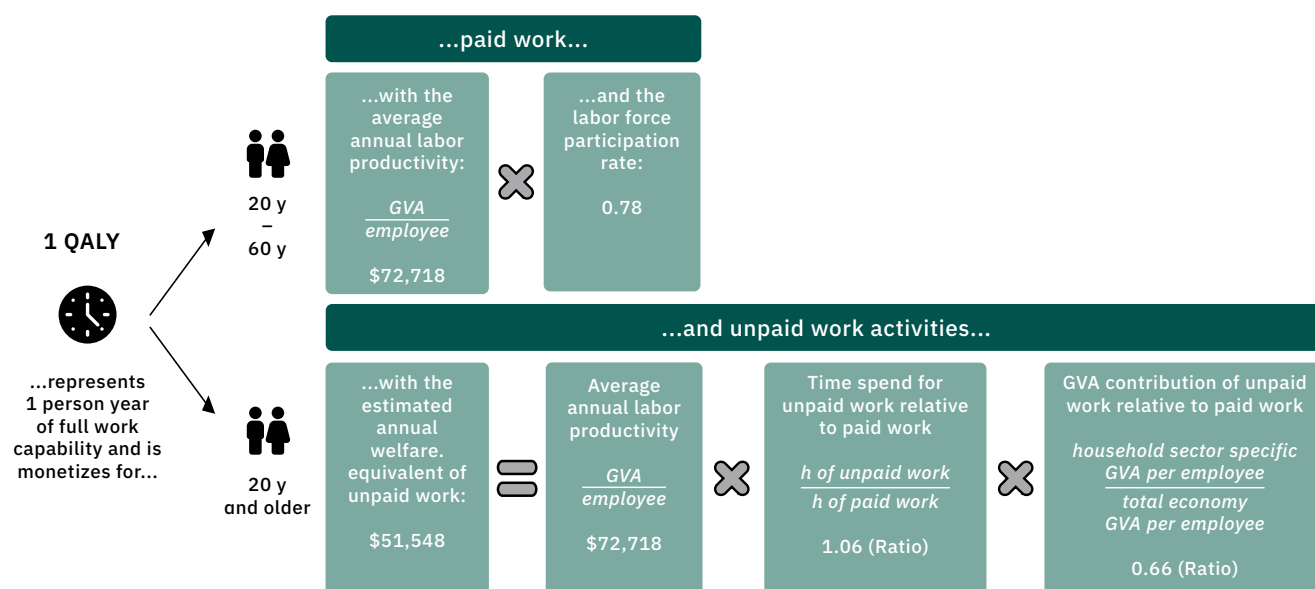 ...paid work...
...with the
average
annual labor
productivity:
GVA
employee
$72,718
...and the
labor force
participation
rate:
0.78
20 y
–
60 y
1 QALY
...represents
1 person year
of full work
capability and is
monetizes for...
...and unpaid work activities...
20 y
and older
...with the
estimated
annual
welfare.
equivalent of
unpaid work:
$51,548
Average
annual labor
productivity
GVA
employee
$72,718
Time spend for
unpaid work relative
to paid work
h of unpaid work
h of paid work
1.06 (Ratio)
GVA contribution of unpaid
work relative to paid work
household sector specific
GVA per employee
total economy
GVA per employee
0.66 (Ratio)